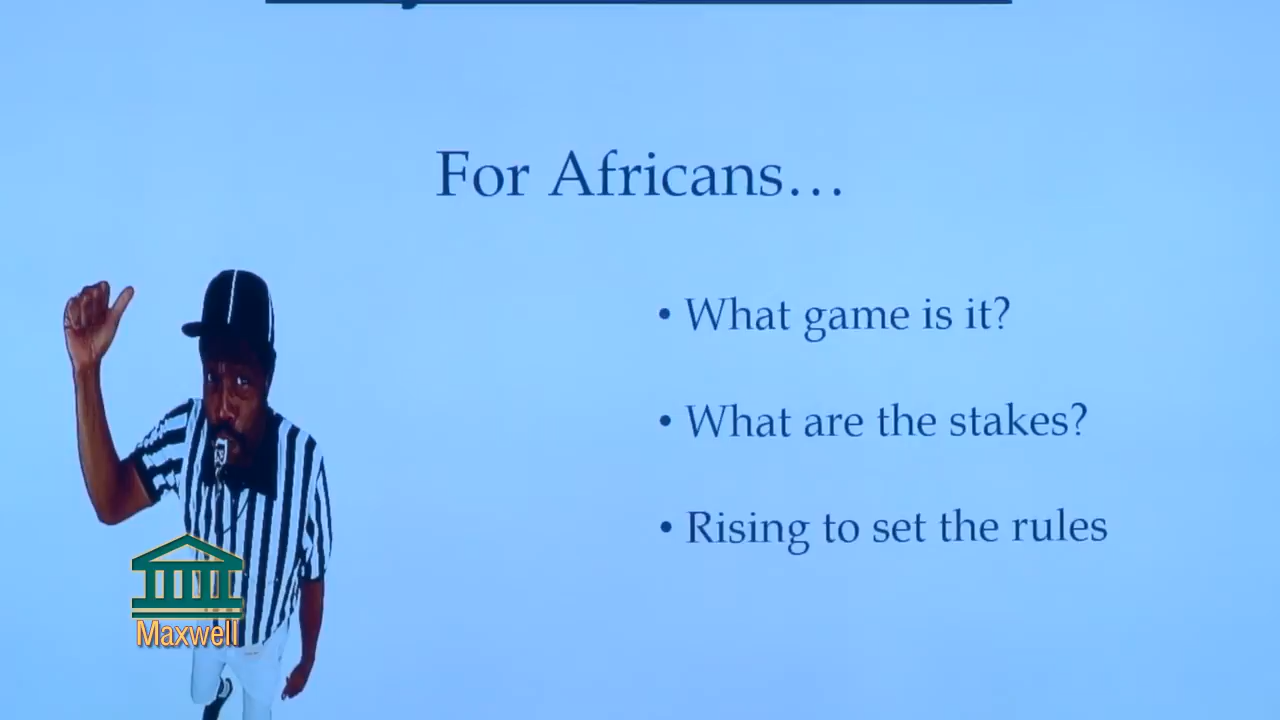 For Africans…
• What game is it?
• What are the stakes?
• Rising to set the rules
Maxwell